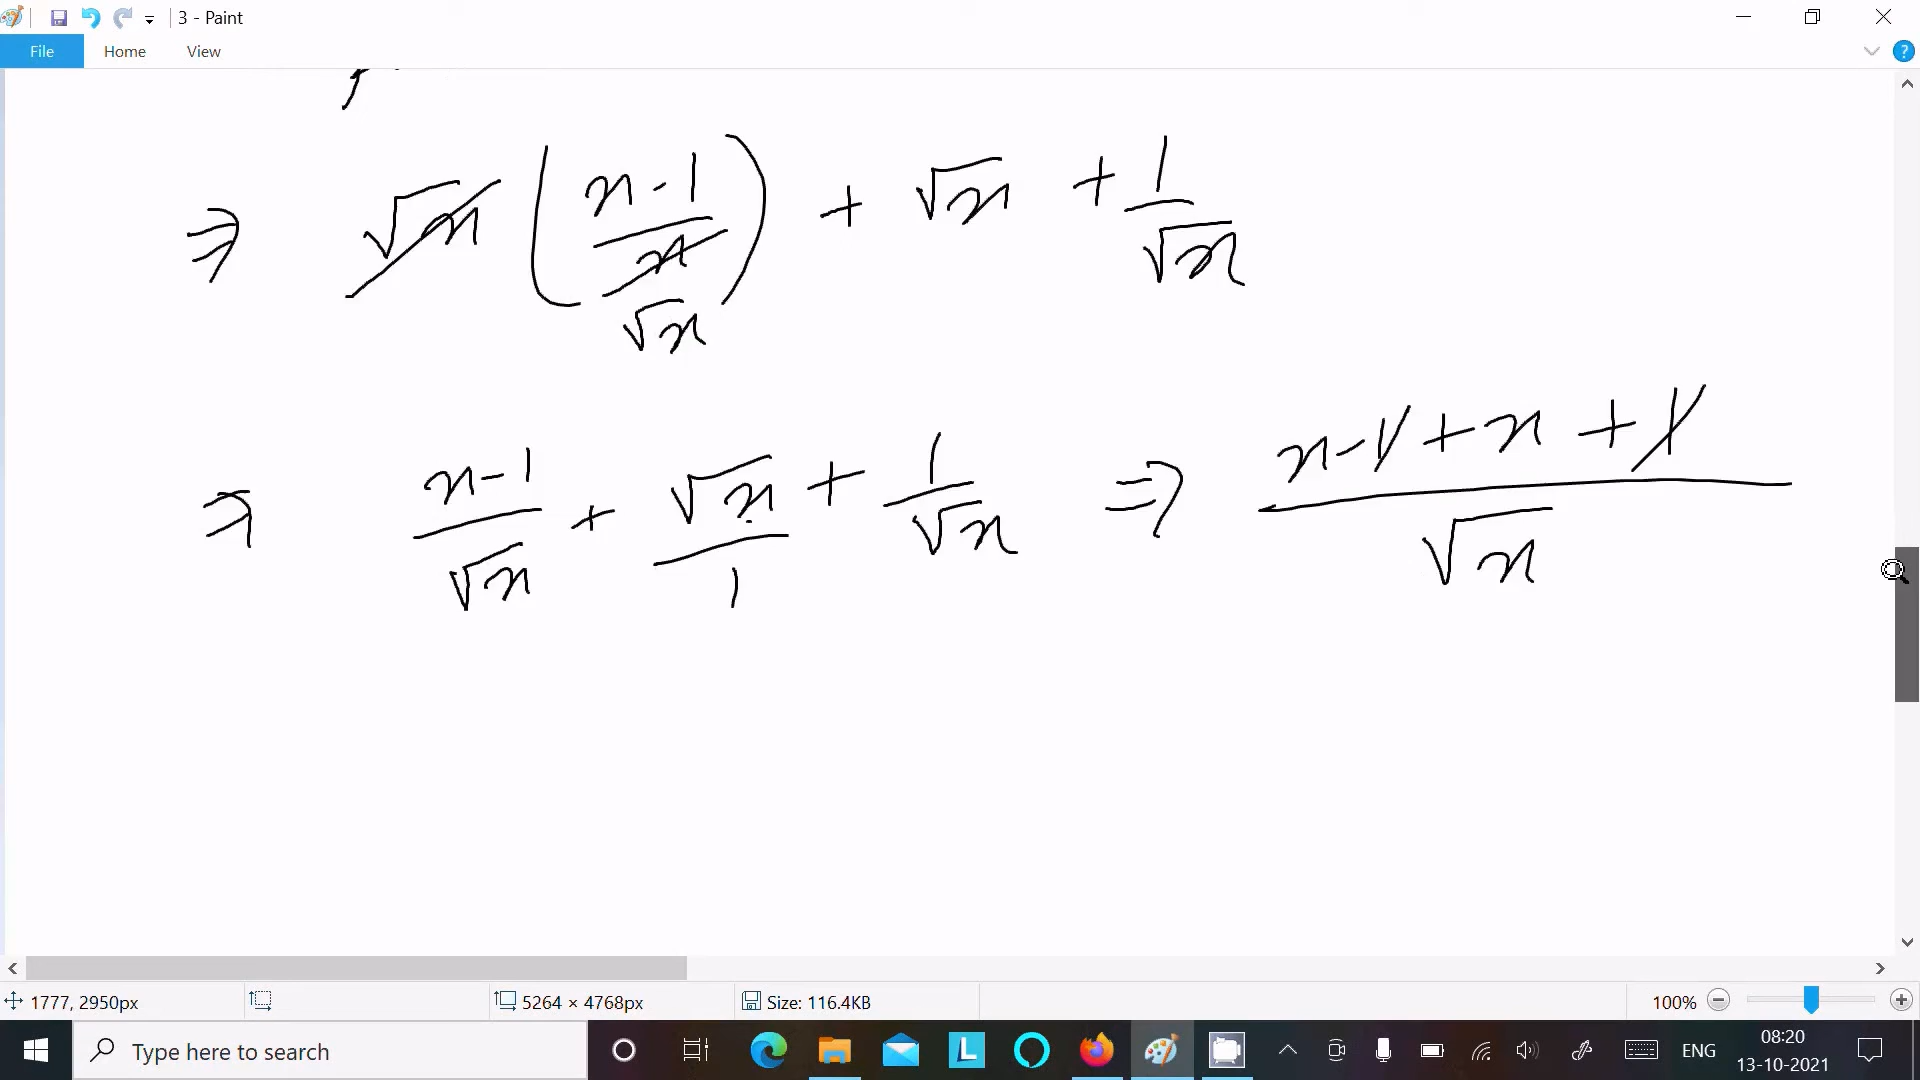 3 - Paint
File Home View
⇒ √x ( x-1 / x √x ) + √x + 1/√x
⇒ x-1/√x + √x/1 + 1/√x ⇒ x-1+x+1/√x
1777, 2950px 5264 × 4768px Size: 116.4KB 100%
Type here to search
ENG
08:20
13-10-2021